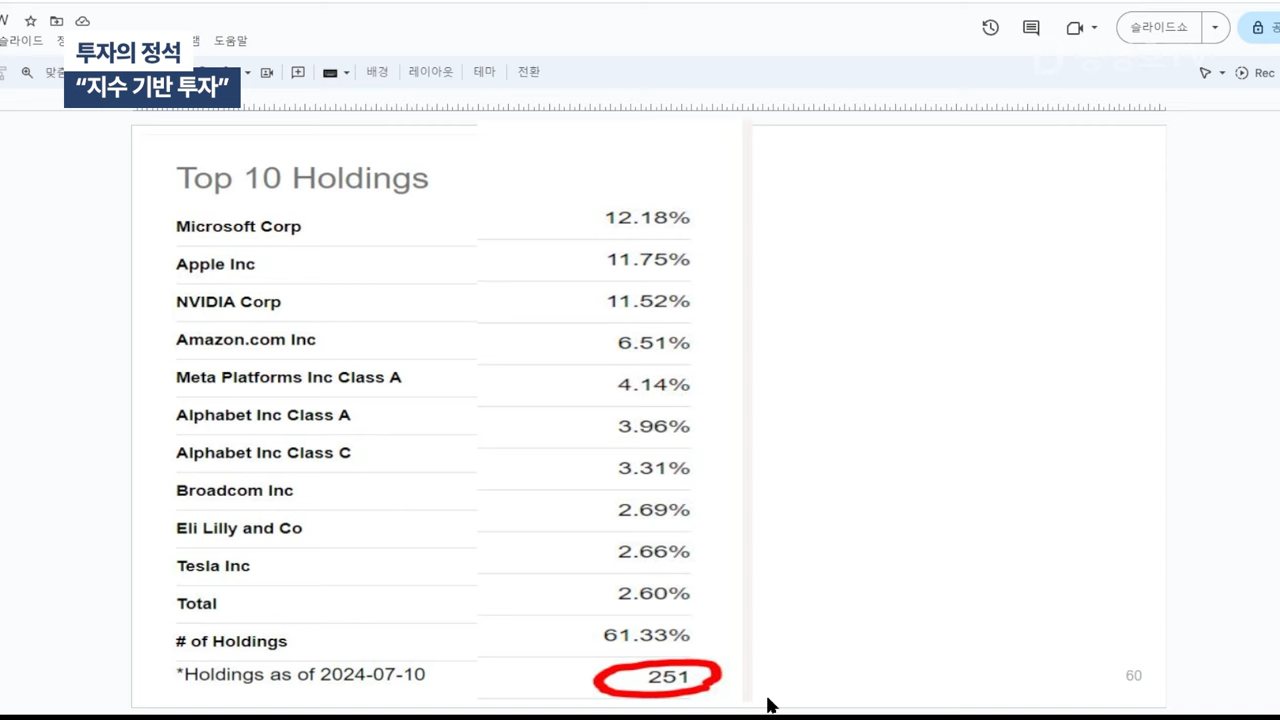 슬라이드
도움말
슬라이드쇼
투자의 정석
“지수 기반 투자”
배경
레이아웃
테마
전환
Rec
Top 10 Holdings
Microsoft Corp 12.18%
Apple Inc 11.75%
NVIDIA Corp 11.52%
Amazon.com Inc 6.51%
Meta Platforms Inc Class A 4.14%
Alphabet Inc Class A 3.96%
Alphabet Inc Class C 3.31%
Broadcom Inc 2.69%
Eli Lilly and Co 2.66%
Tesla Inc 2.60%
Total 61.33%
# of Holdings 251
*Holdings as of 2024-07-10
60